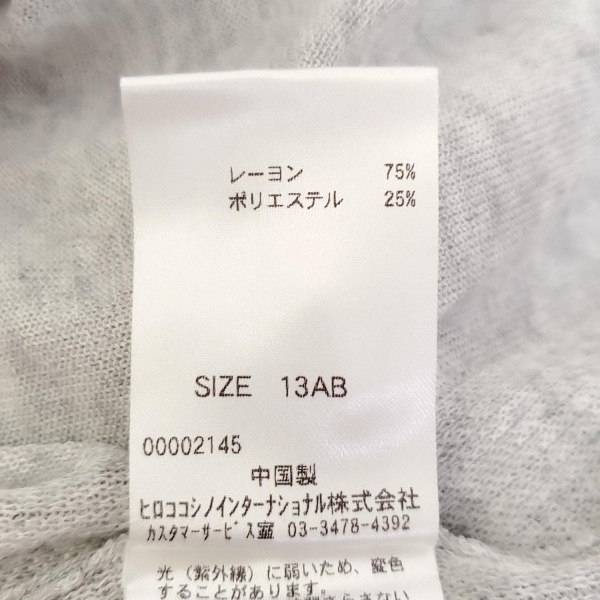 レーヨン 75%
ポリエステル 25%
SIZE 13AB
00002145
中国製
ヒロココシノインターナショナル株式会社
カスタマーサービス室 03-3478-4392
光(紫外線)に弱いため、変色
することがあります。